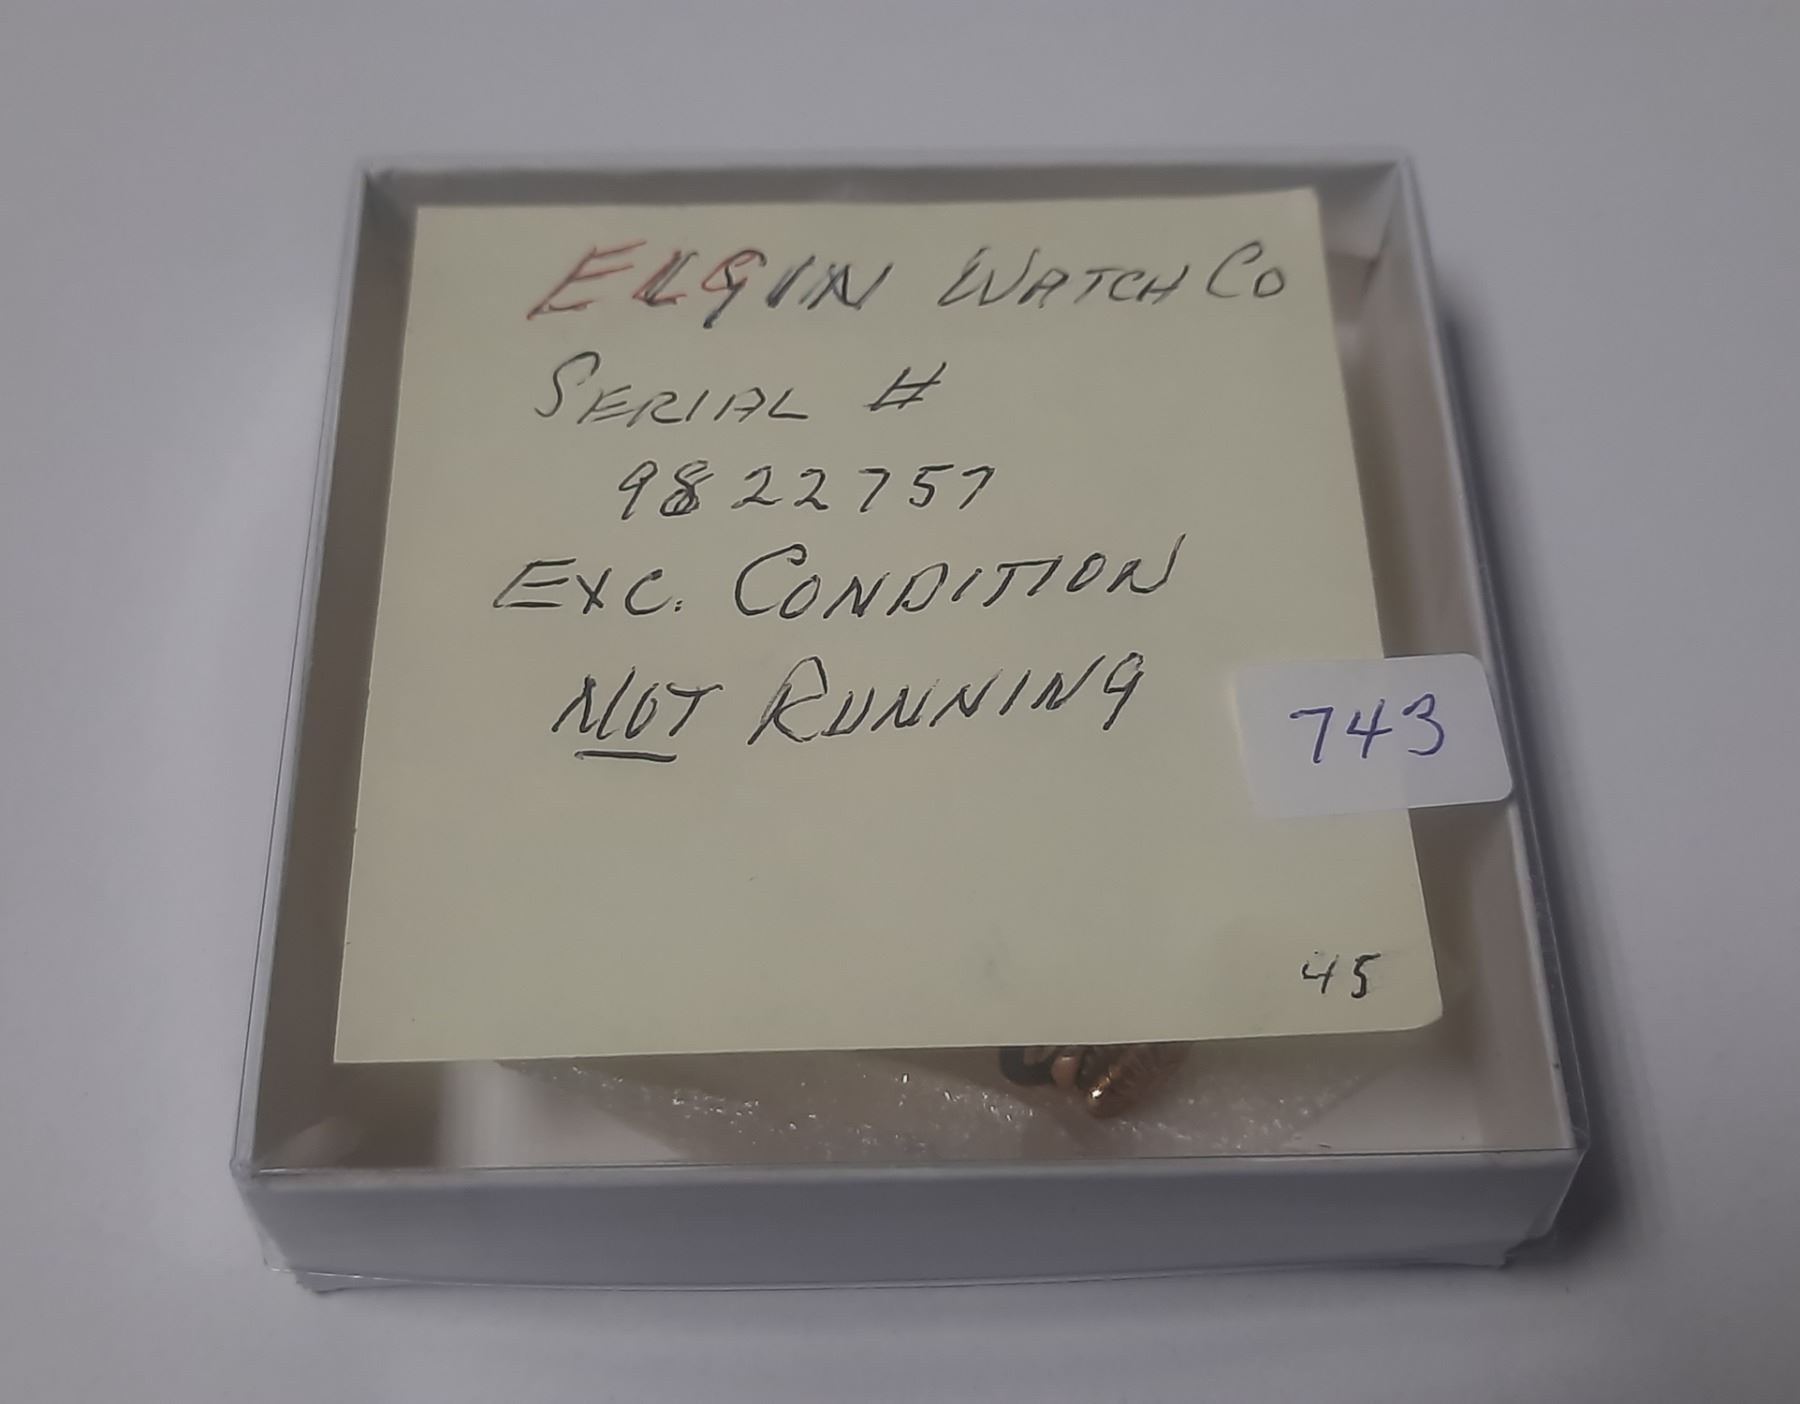 ELGIN WATCH CO
SERIAL #
9822757
EXC. CONDITION
NOT RUNNING
743
45